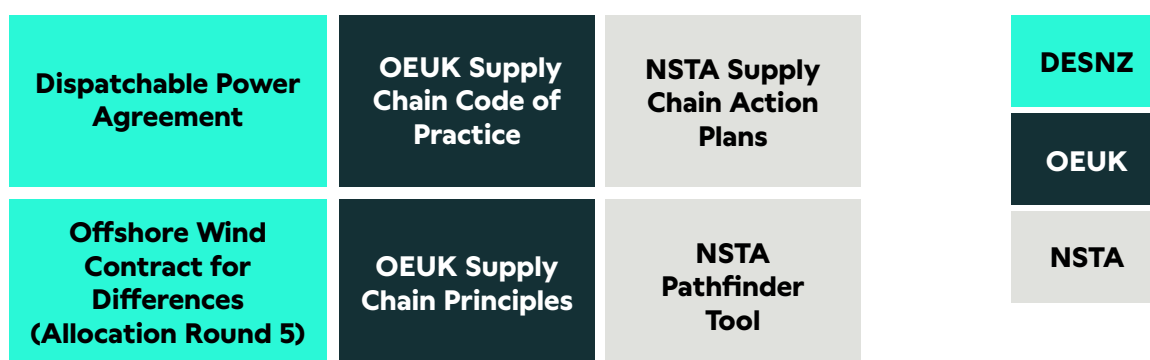 Dispatchable Power
Agreement
OEUK Supply
Chain Code of
Practice
NSTA Supply
Chain Action
Plans
Offshore Wind
Contract for
Differences
(Allocation Round 5)
OEUK Supply
Chain Principles
NSTA
Pathfinder
Tool
DESNZ
OEUK
NSTA